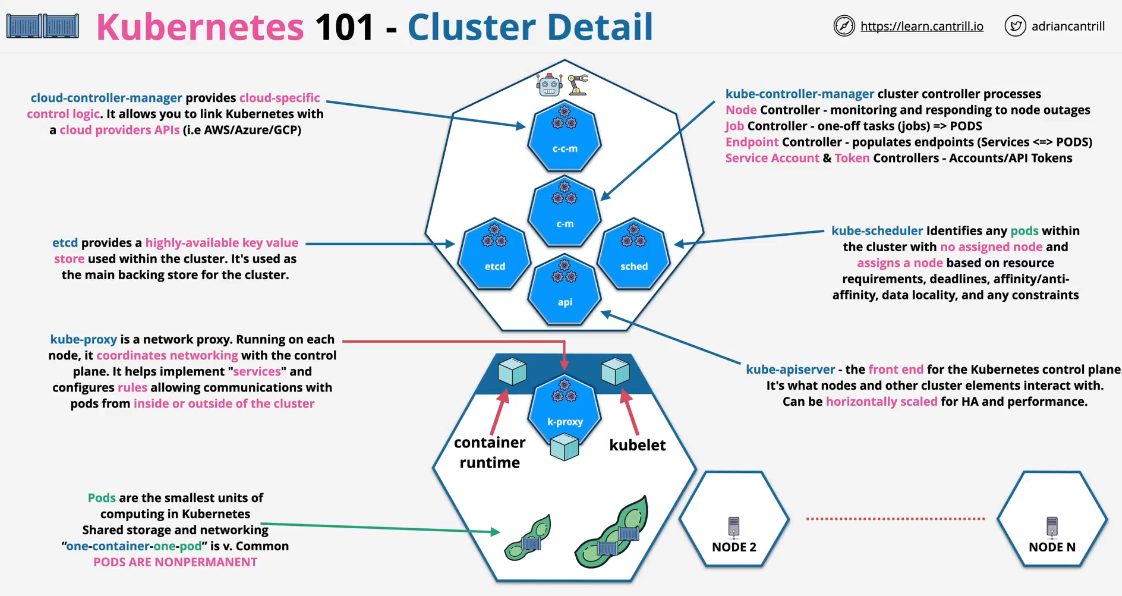 Kubernetes 101 - Cluster Detail
https://learn.cantrill.io
adriancantrill
cloud-controller-manager provides cloud-specific
control logic. It allows you to link Kubernetes with
a cloud providers APIs (i.e AWS/Azure/GCP)
kube-controller-manager cluster controller processes
Node Controller - monitoring and responding to node outages
Job Controller - one-off tasks (jobs) => PODS
Endpoint Controller - populates endpoints (Services <=> PODS)
Service Account & Token Controllers - Accounts/API Tokens
c-c-m
c-m
etcd
sched
api
etcd provides a highly-available key value
store used within the cluster. It's used as
the main backing store for the cluster.
kube-scheduler Identifies any pods within
the cluster with no assigned node and
assigns a node based on resource
requirements, deadlines, affinity/anti-
affinity, data locality, and any constraints
kube-proxy is a network proxy. Running on each
node, it coordinates networking with the control
plane. It helps implement "services" and
configures rules allowing communications with
pods from inside or outside of the cluster
kube-apiserver - the front end for the Kubernetes control plane.
It's what nodes and other cluster elements interact with.
Can be horizontally scaled for HA and performance.
k-proxy
container
runtime
kubelet
Pods are the smallest units of
computing in Kubernetes
Shared storage and networking
“one-container-one-pod” is v. Common
PODS ARE NONPERMANENT
NODE 2
NODE N